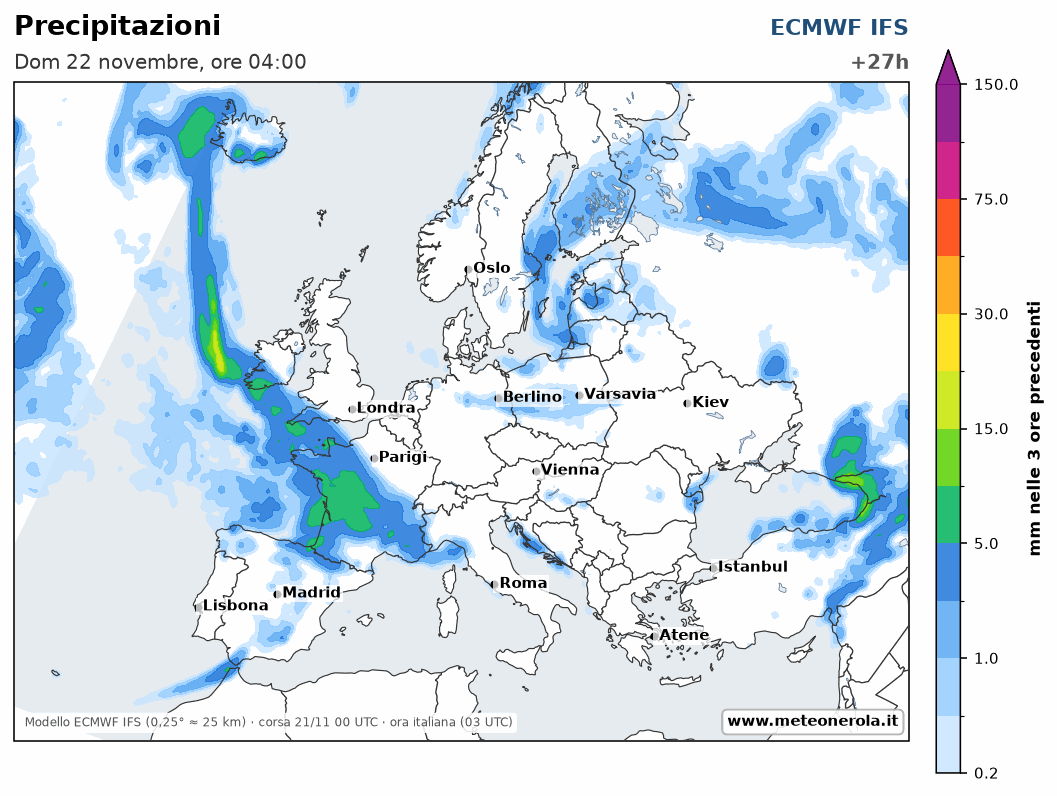 Precipitazioni
ECMWF IFS
Dom 22 novembre, ore 04:00
+27h
150.0
75.0
30.0
15.0
5.0
1.0
0.2
mm nelle 3 ore precedenti
Oslo
Berlino
Varsavia
Londra
Kiev
Parigi
Vienna
Istanbul
Roma
Madrid
Lisbona
Atene
Modello ECMWF IFS (0,25° ≈ 25 km) · corsa 21/11 00 UTC · ora italiana (03 UTC)
www.meteonerola.it